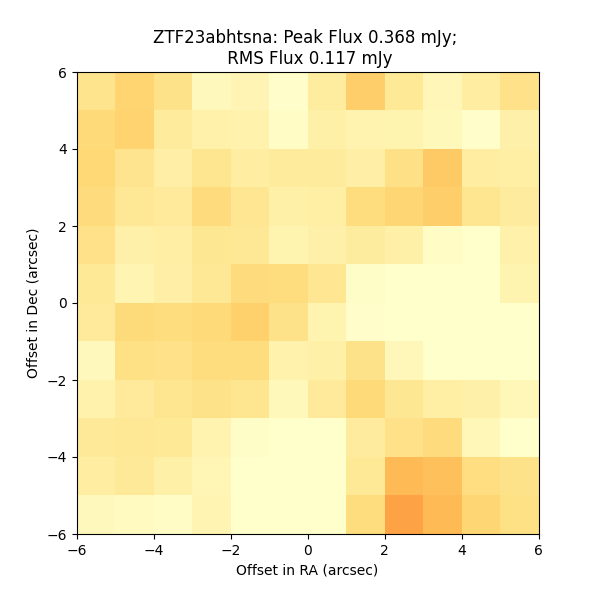 ZTF23abhtsna: Peak Flux 0.368 mJy;
RMS Flux 0.117 mJy
6
4
2
0
−2
−4
−6
Offset in Dec (arcsec)
−6 −4 −2 0 2 4 6
Offset in RA (arcsec)